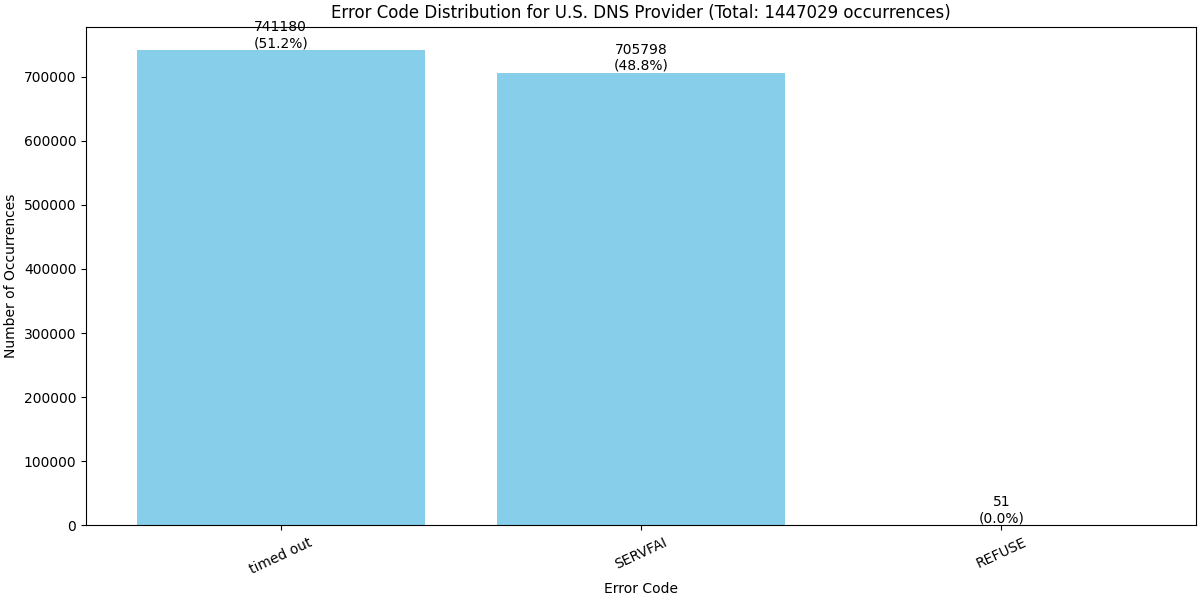 Error Code Distribution for U.S. DNS Provider (Total: 1447029 occurrences)
741180
(51.2%)
705798
(48.8%)
51
(0.0%)
700000
600000
500000
400000
300000
200000
100000
0
Number of Occurrences
timed out
SERVFAI
REFUSE
Error Code